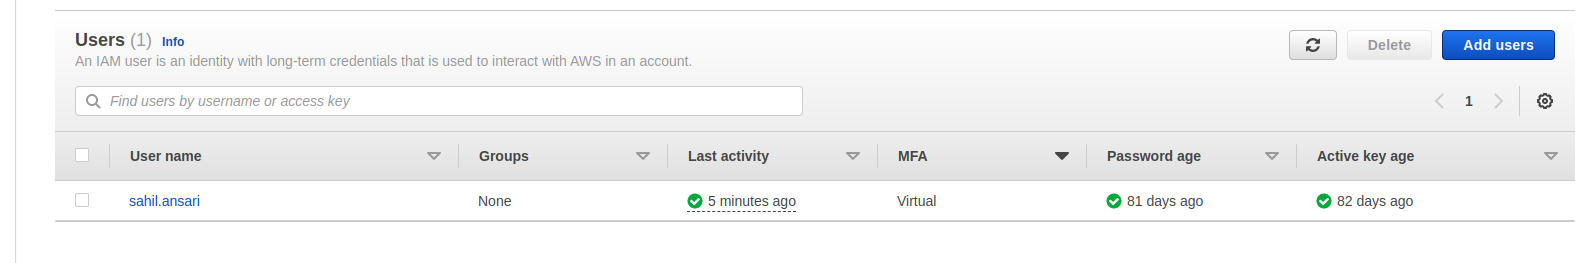 Users (1) Info
An IAM user is an identity with long-term credentials that is used to interact with AWS in an account.
Delete
Add users
Find users by username or access key
1
User name Groups Last activity MFA Password age Active key age
sahil.ansari None 5 minutes ago Virtual 81 days ago 82 days ago